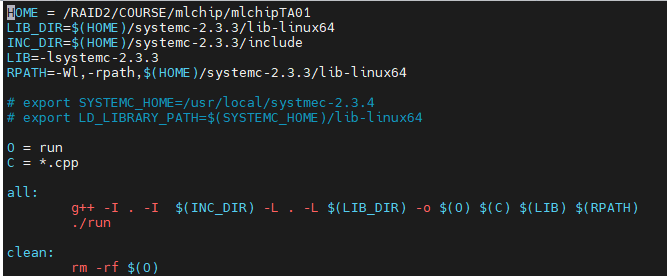 HOME = /RAID2/COURSE/mlchip/mlchipTA01
LIB_DIR=$(HOME)/systemc-2.3.3/lib-linux64
INC_DIR=$(HOME)/systemc-2.3.3/include
LIB=-lsystemc-2.3.3
RPATH=-Wl,-rpath,$(HOME)/systemc-2.3.3/lib-linux64

# export SYSTEMC_HOME=/usr/local/systmec-2.3.4
# export LD_LIBRARY_PATH=$(SYSTEMC_HOME)/lib-linux64

O = run
C = *.cpp

all:
        g++ -I . -I  $(INC_DIR) -L . -L $(LIB_DIR) -o $(O) $(C) $(LIB) $(RPATH)
        ./run

clean:
        rm -rf $(O)